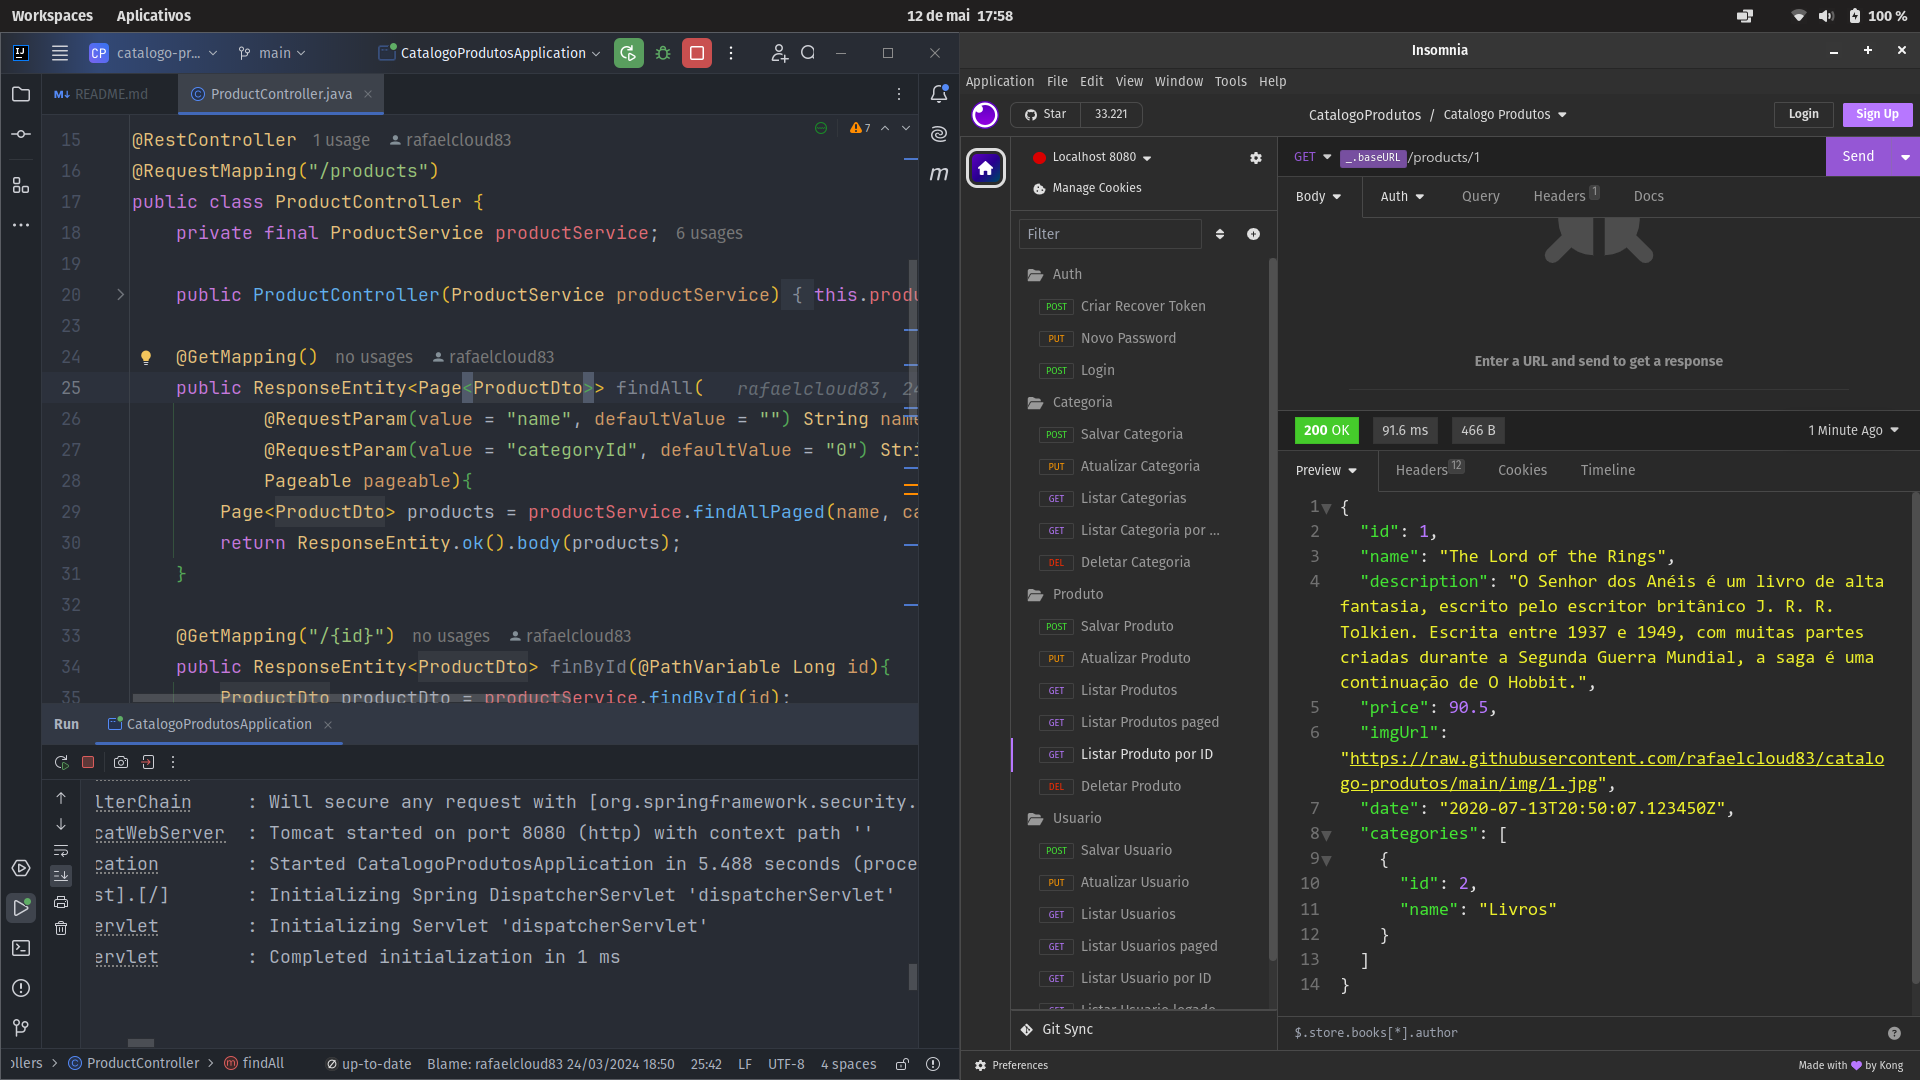 Workspaces Aplicativos 12 de mai 17:58 100 %
CP catalogo-pr... main CatalogoProdutosApplication
README.md ProductController.java
7
15 @RestController 1 usage rafaelcloud83
16 @RequestMapping("/products")
17 public class ProductController {
18 private final ProductService productService; 6 usages
19
20 public ProductController(ProductService productService) { this.produ
23
24 @GetMapping() no usages rafaelcloud83
25 public ResponseEntity<Page<ProductDto>> findAll( rafaelcloud83, 24
26 @RequestParam(value = "name", defaultValue = "") String name
27 @RequestParam(value = "categoryId", defaultValue = "0") Stri
28 Pageable pageable){
29 Page<ProductDto> products = productService.findAllPaged(name, ca
30 return ResponseEntity.ok().body(products);
31 }
32
33 @GetMapping("/{id}") no usages rafaelcloud83
34 public ResponseEntity<ProductDto> finById(@PathVariable Long id){
35 ProductDto productDto = productService.findById(id);
Run CatalogoProdutosApplication
lterChain : Will secure any request with [org.springframework.security.
catWebServer : Tomcat started on port 8080 (http) with context path ''
cation : Started CatalogoProdutosApplication in 5.488 seconds (proce
st].[/] : Initializing Spring DispatcherServlet 'dispatcherServlet'
ervlet : Initializing Servlet 'dispatcherServlet'
ervlet : Completed initialization in 1 ms
ollers > ProductController > findAll up-to-date Blame: rafaelcloud83 24/03/2024 18:50 25:42 LF UTF-8 4 spaces
Insomnia
Application File Edit View Window Tools Help
Star 33.221 CatalogoProdutos / Catalogo Produtos Login Sign Up
Localhost 8080
Manage Cookies
Filter
Auth
POST Criar Recover Token
PUT Novo Password
POST Login
Categoria
POST Salvar Categoria
PUT Atualizar Categoria
GET Listar Categorias
GET Listar Categoria por ...
DEL Deletar Categoria
Produto
POST Salvar Produto
PUT Atualizar Produto
GET Listar Produtos
GET Listar Produtos paged
GET Listar Produto por ID
DEL Deletar Produto
Usuario
POST Salvar Usuario
PUT Atualizar Usuario
GET Listar Usuarios
GET Listar Usuarios paged
GET Listar Usuario por ID
GET Listar Usuario logado
Git Sync
GET _.baseURL /products/1 Send
Body Auth Query Headers 1 Docs
Enter a URL and send to get a response
200 OK 91.6 ms 466 B 1 Minute Ago
Preview Headers 12 Cookies Timeline
1 {
2 "id": 1,
3 "name": "The Lord of the Rings",
4 "description": "O Senhor dos Anéis é um livro de alta
fantasia, escrito pelo escritor britânico J. R. R.
Tolkien. Escrita entre 1937 e 1949, com muitas partes
criadas durante a Segunda Guerra Mundial, a saga é uma
continuação de O Hobbit.",
5 "price": 90.5,
6 "imgUrl":
"https://raw.githubusercontent.com/rafaelcloud83/catalo
go-produtos/main/img/1.jpg",
7 "date": "2020-07-13T20:50:07.123450Z",
8 "categories": [
9 {
10 "id": 2,
11 "name": "Livros"
12 }
13 ]
14 }
$.store.books[*].author
Preferences Made with by Kong